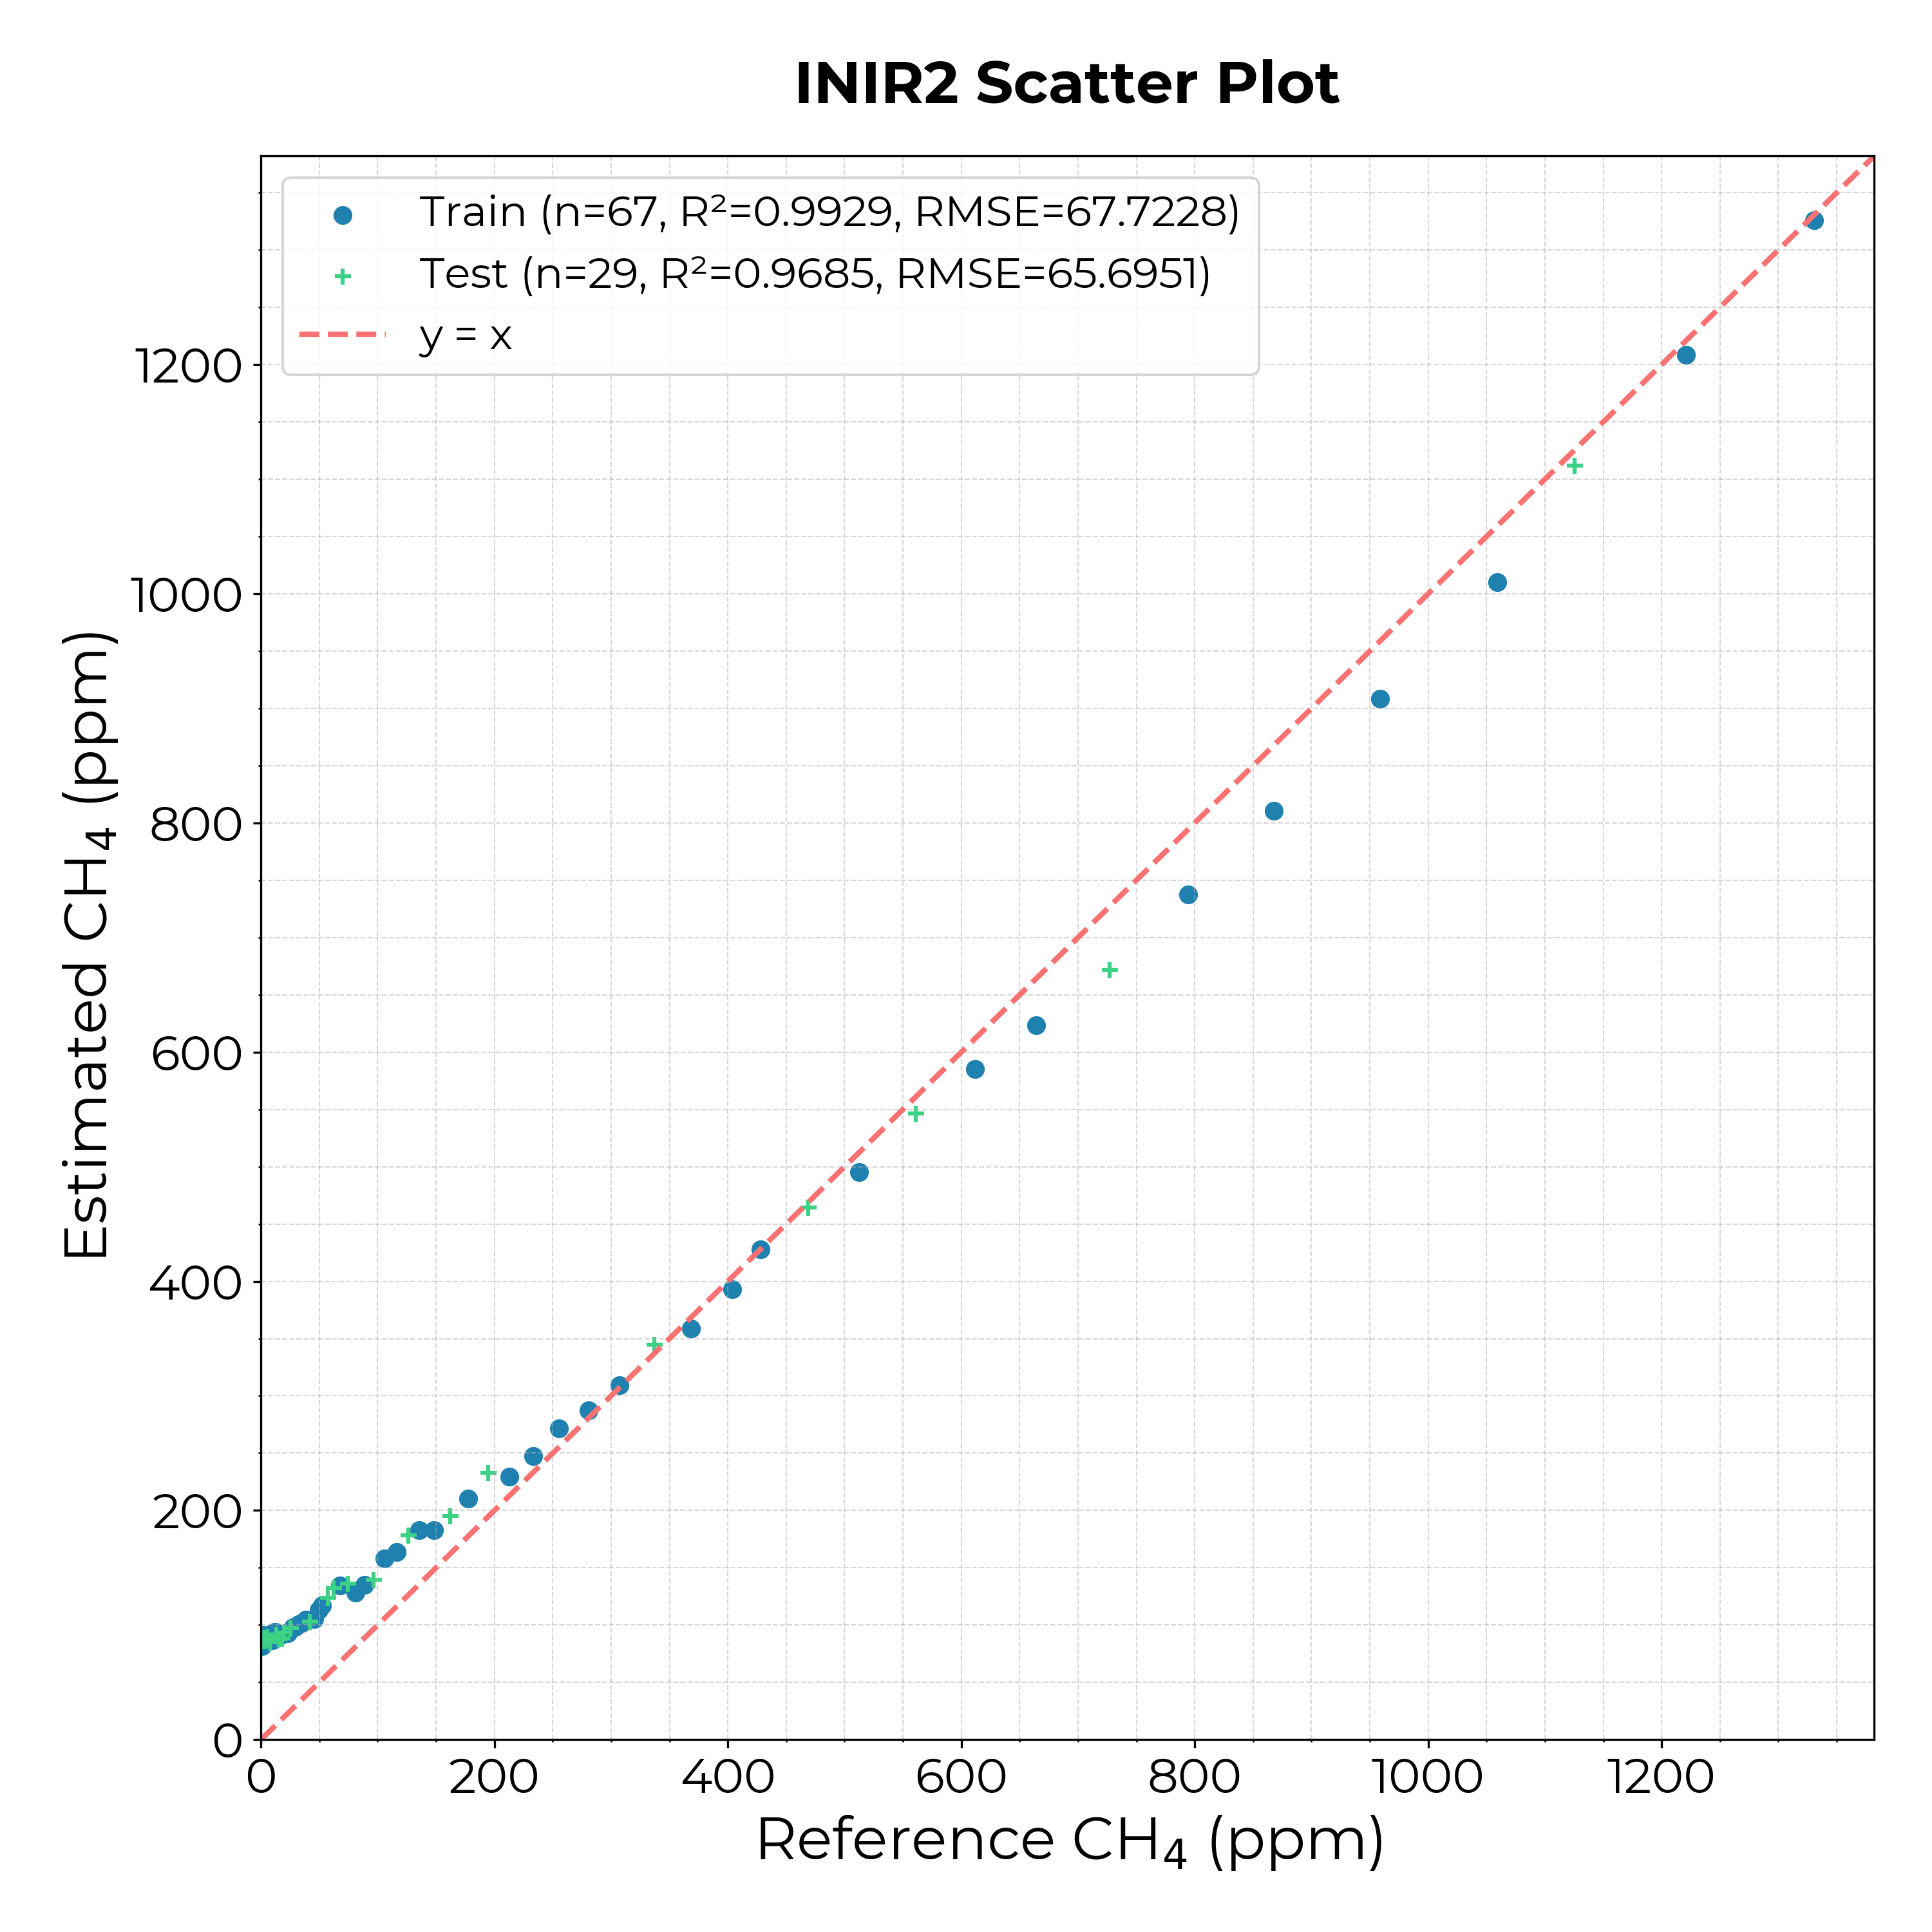 INIR2 Scatter Plot
Train (n=67, R²=0.9929, RMSE=67.7228)
Test (n=29, R²=0.9685, RMSE=65.6951)
y = x
Estimated CH₄ (ppm)
1200
1000
800
600
400
200
0
0 200 400 600 800 1000 1200
Reference CH₄ (ppm)